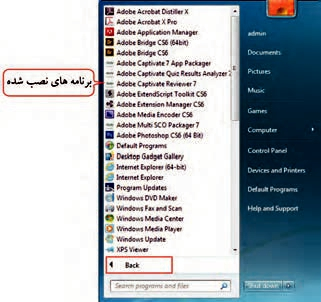 Adobe Acrobat Distiller X
Adobe Acrobat X Pro
Adobe Application Manager
Adobe Bridge CS6 (64bit)
Adobe Bridge CS6
Adobe Captivate 7 App Packager
Adobe Captivate Quiz Results Analyzer
Adobe Captivate Reviewer 7
Adobe ExtendScript Toolkit CS6
Adobe Extension Manager CS6
Adobe Media Encoder CS6
Adobe Multi SCO Packager 7
Adobe Photoshop CS6 (64 Bit)
Default Programs
Desktop Gadget Gallery
Internet Explorer (64-bit)
Internet Explorer
Program Updates
Windows DVD Maker
Windows Fax and Scan
Windows Media Center
Windows Media Player
Windows Update
XPS Viewer
Back
Search programs and files
admin
Documents
Pictures
Music
Games
Computer
Control Panel
Devices and Printers
Default Programs
Help and Support
Shut down
برنامه های نصب شده